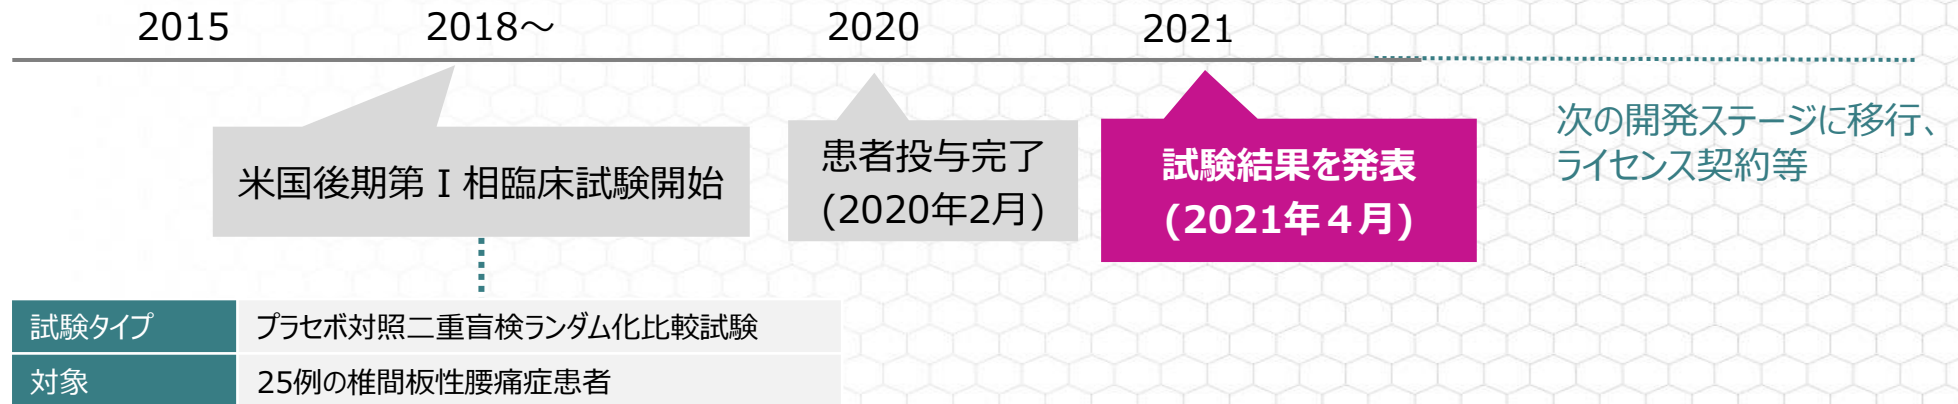 2015 2018～ 2020 2021
米国後期第Ⅰ相臨床試験開始
患者投与完了
(2020年2月)
試験結果を発表
(2021年４月)
次の開発ステージに移行、
ライセンス契約等
試験タイプ プラセボ対照二重盲検ランダム化比較試験
対象 25例の椎間板性腰痛症患者